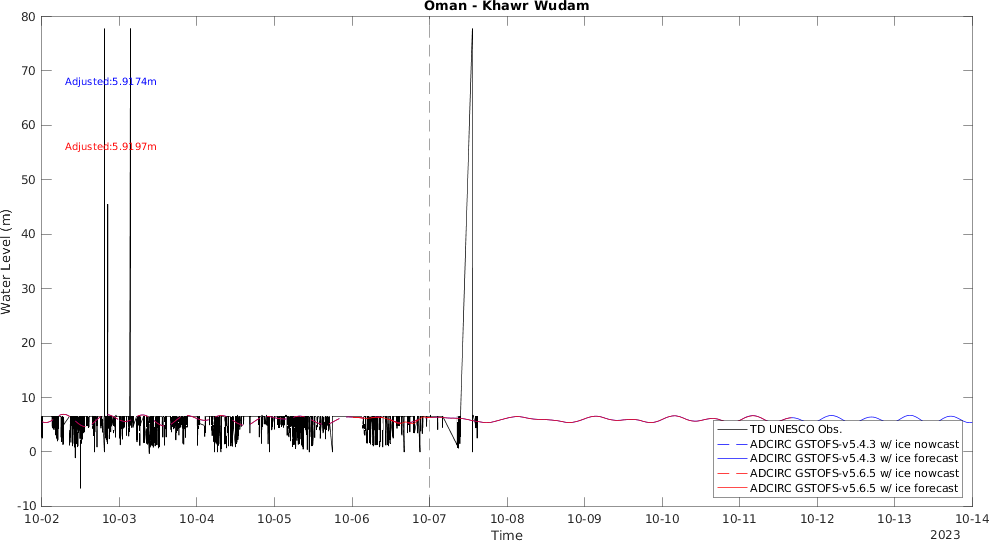 Oman - Khawr Wudam
80
70
60
50
40
30
20
10
0
-10
Water Level (m)
Adjusted:5.9174m
Adjusted:5.9197m
TD UNESCO Obs.
ADCIRC GSTOFS-v5.4.3 w/ ice nowcast
ADCIRC GSTOFS-v5.4.3 w/ ice forecast
ADCIRC GSTOFS-v5.6.5 w/ ice nowcast
ADCIRC GSTOFS-v5.6.5 w/ ice forecast
10-02 10-03 10-04 10-05 10-06 10-07 10-08 10-09 10-10 10-11 10-12 10-13 10-14
Time
2023